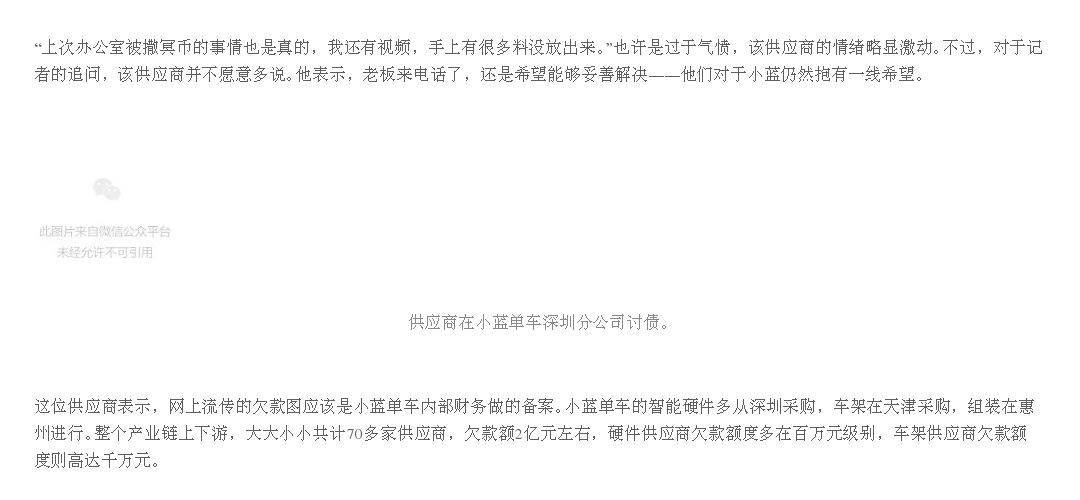 “上次办公室被撒冥币的事情也是真的，我还有视频，手上有很多料没放出来。”也许是过于气愤，该供应商的情绪略显激动。不过，对于记
者的追问，该供应商并不愿意多说。他表示，老板来电话了，还是希望能够妥善解决——他们对于小蓝仍然抱有一线希望。
此图片来自微信公众平台
未经允许不可引用
供应商在小蓝单车深圳分公司讨债。
这位供应商表示，网上流传的欠款图应该是小蓝单车内部财务做的备案。小蓝单车的智能硬件多从深圳采购，车架在天津采购，组装在惠
州进行。整个产业链上下游，大大小小共计70多家供应商，欠款额2亿元左右，硬件供应商欠款额度多在百万元级别，车架供应商欠款额
度则高达千万元。